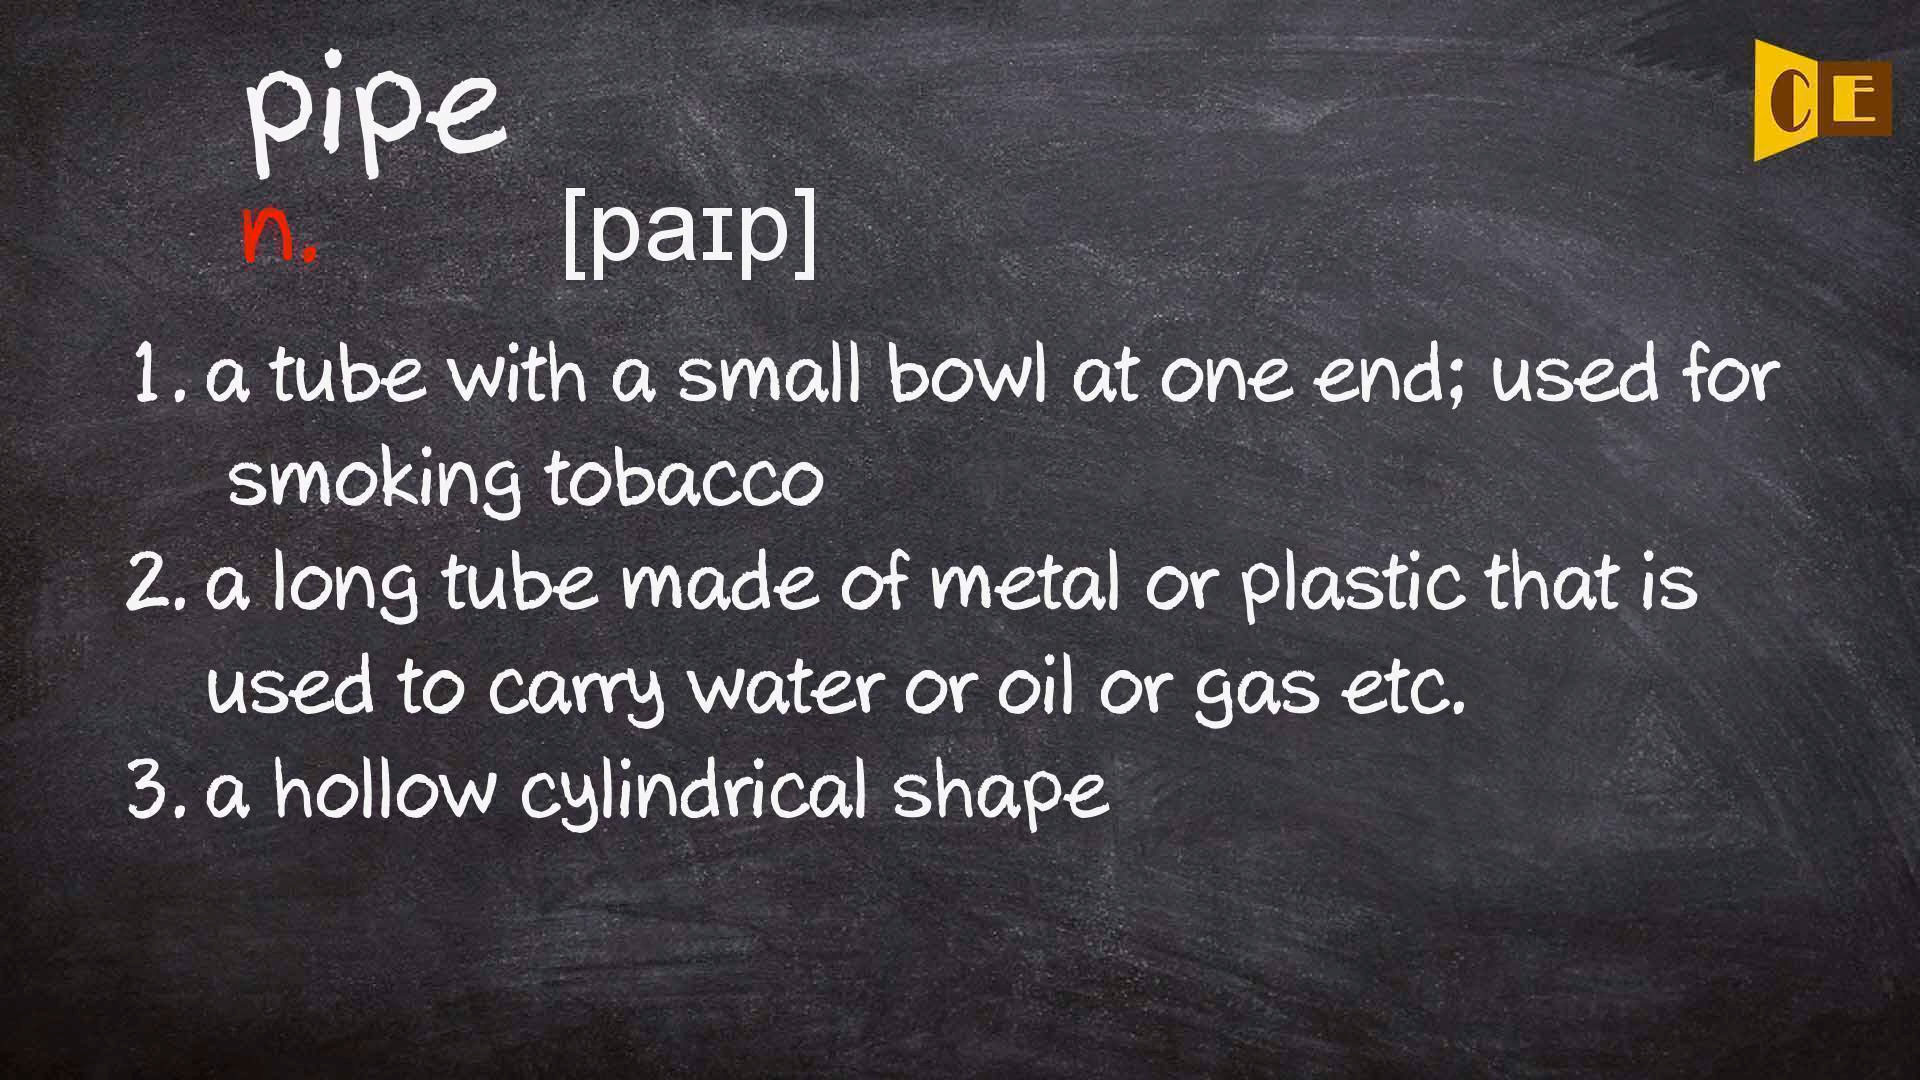 pipe
CE
n. [paɪp]
1. a tube with a small bowl at one end; used for
smoking tobacco
2. a long tube made of metal or plastic that is
used to carry water or oil or gas etc.
3. a hollow cylindrical shape